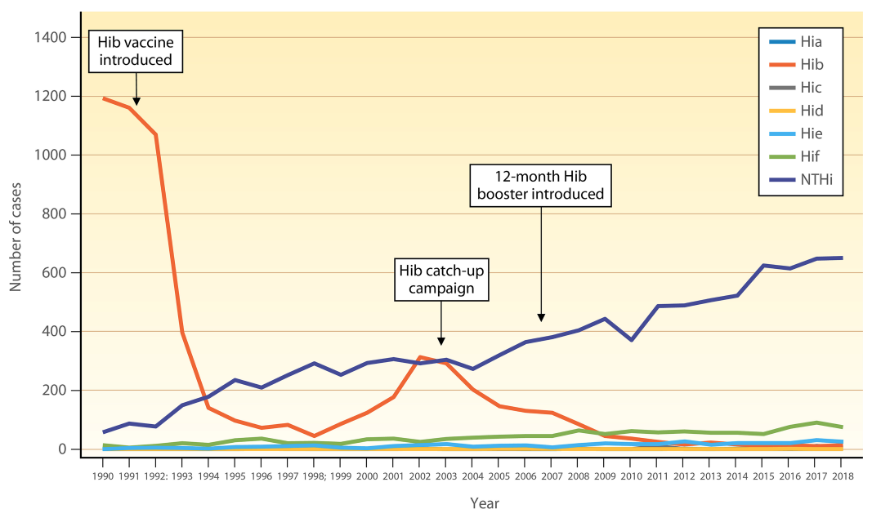 1400
1200
1000
800
600
400
200
0
Number of cases
Hib vaccine
introduced
Hib catch-up
campaign
12-month Hib
booster introduced
Hia
Hib
Hic
Hid
Hie
Hif
NTHi
1990 1991 1992: 1993 1994 1995 1996 1997 1998; 1999 2000 2001 2002 2003 2004 2005 2006 2007 2008 2009 2010 2011 2012 2013 2014 2015 2016 2017 2018
Year